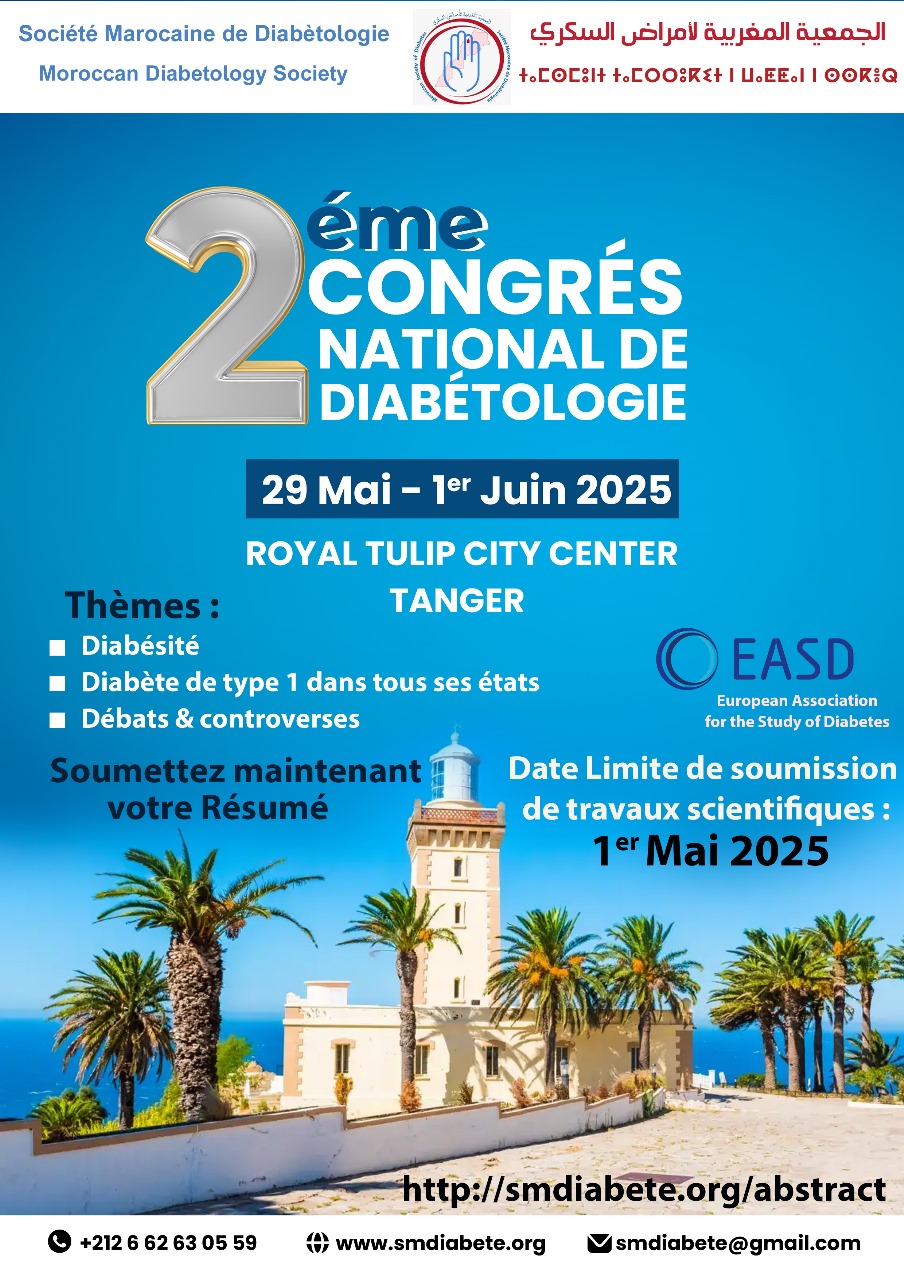 Société Marocaine de Diabètologie
Moroccan Diabetology Society
الجمعية المغربية لأمراض السكري
ⵜⴰⵎⵙⵎⵓⵏⵜ ⵜⴰⵎⵔⵔⵓⴽⵉⵜ ⵏ ⵡⴰⵟⵟⴰⵏ ⵏ ⵙⵙⴽⵓⵕ
2éme
CONGRÉS
NATIONAL DE
DIABÉTOLOGIE
29 Mai – 1er Juin 2025
ROYAL TULIP CITY CENTER
TANGER
Thèmes :
Diabésité
Diabète de type 1 dans tous ses états
Débats & controverses
EASD
European Association
for the Study of Diabetes
Soumettez maintenant
votre Résumé
Date Limite de soumission
de travaux scientifiques :
1er Mai 2025
http://smdiabete.org/abstract
+212 6 62 63 05 59
www.smdiabete.org
smdiabete@gmail.com